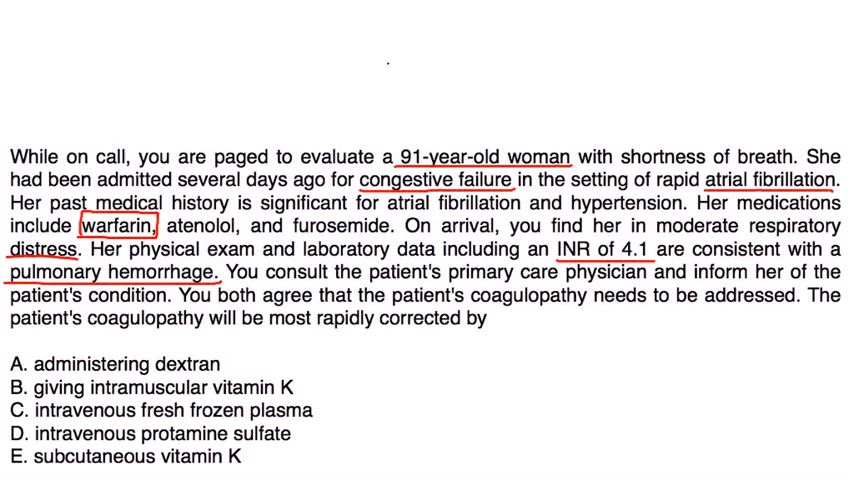 While on call, you are paged to evaluate a 91-year-old woman with shortness of breath. She
had been admitted several days ago for congestive failure in the setting of rapid atrial fibrillation.
Her past medical history is significant for atrial fibrillation and hypertension. Her medications
include warfarin, atenolol, and furosemide. On arrival, you find her in moderate respiratory
distress. Her physical exam and laboratory data including an INR of 4.1 are consistent with a
pulmonary hemorrhage. You consult the patient's primary care physician and inform her of the
patient's condition. You both agree that the patient's coagulopathy needs to be addressed. The
patient's coagulopathy will be most rapidly corrected by
A. administering dextran
B. giving intramuscular vitamin K
C. intravenous fresh frozen plasma
D. intravenous protamine sulfate
E. subcutaneous vitamin K